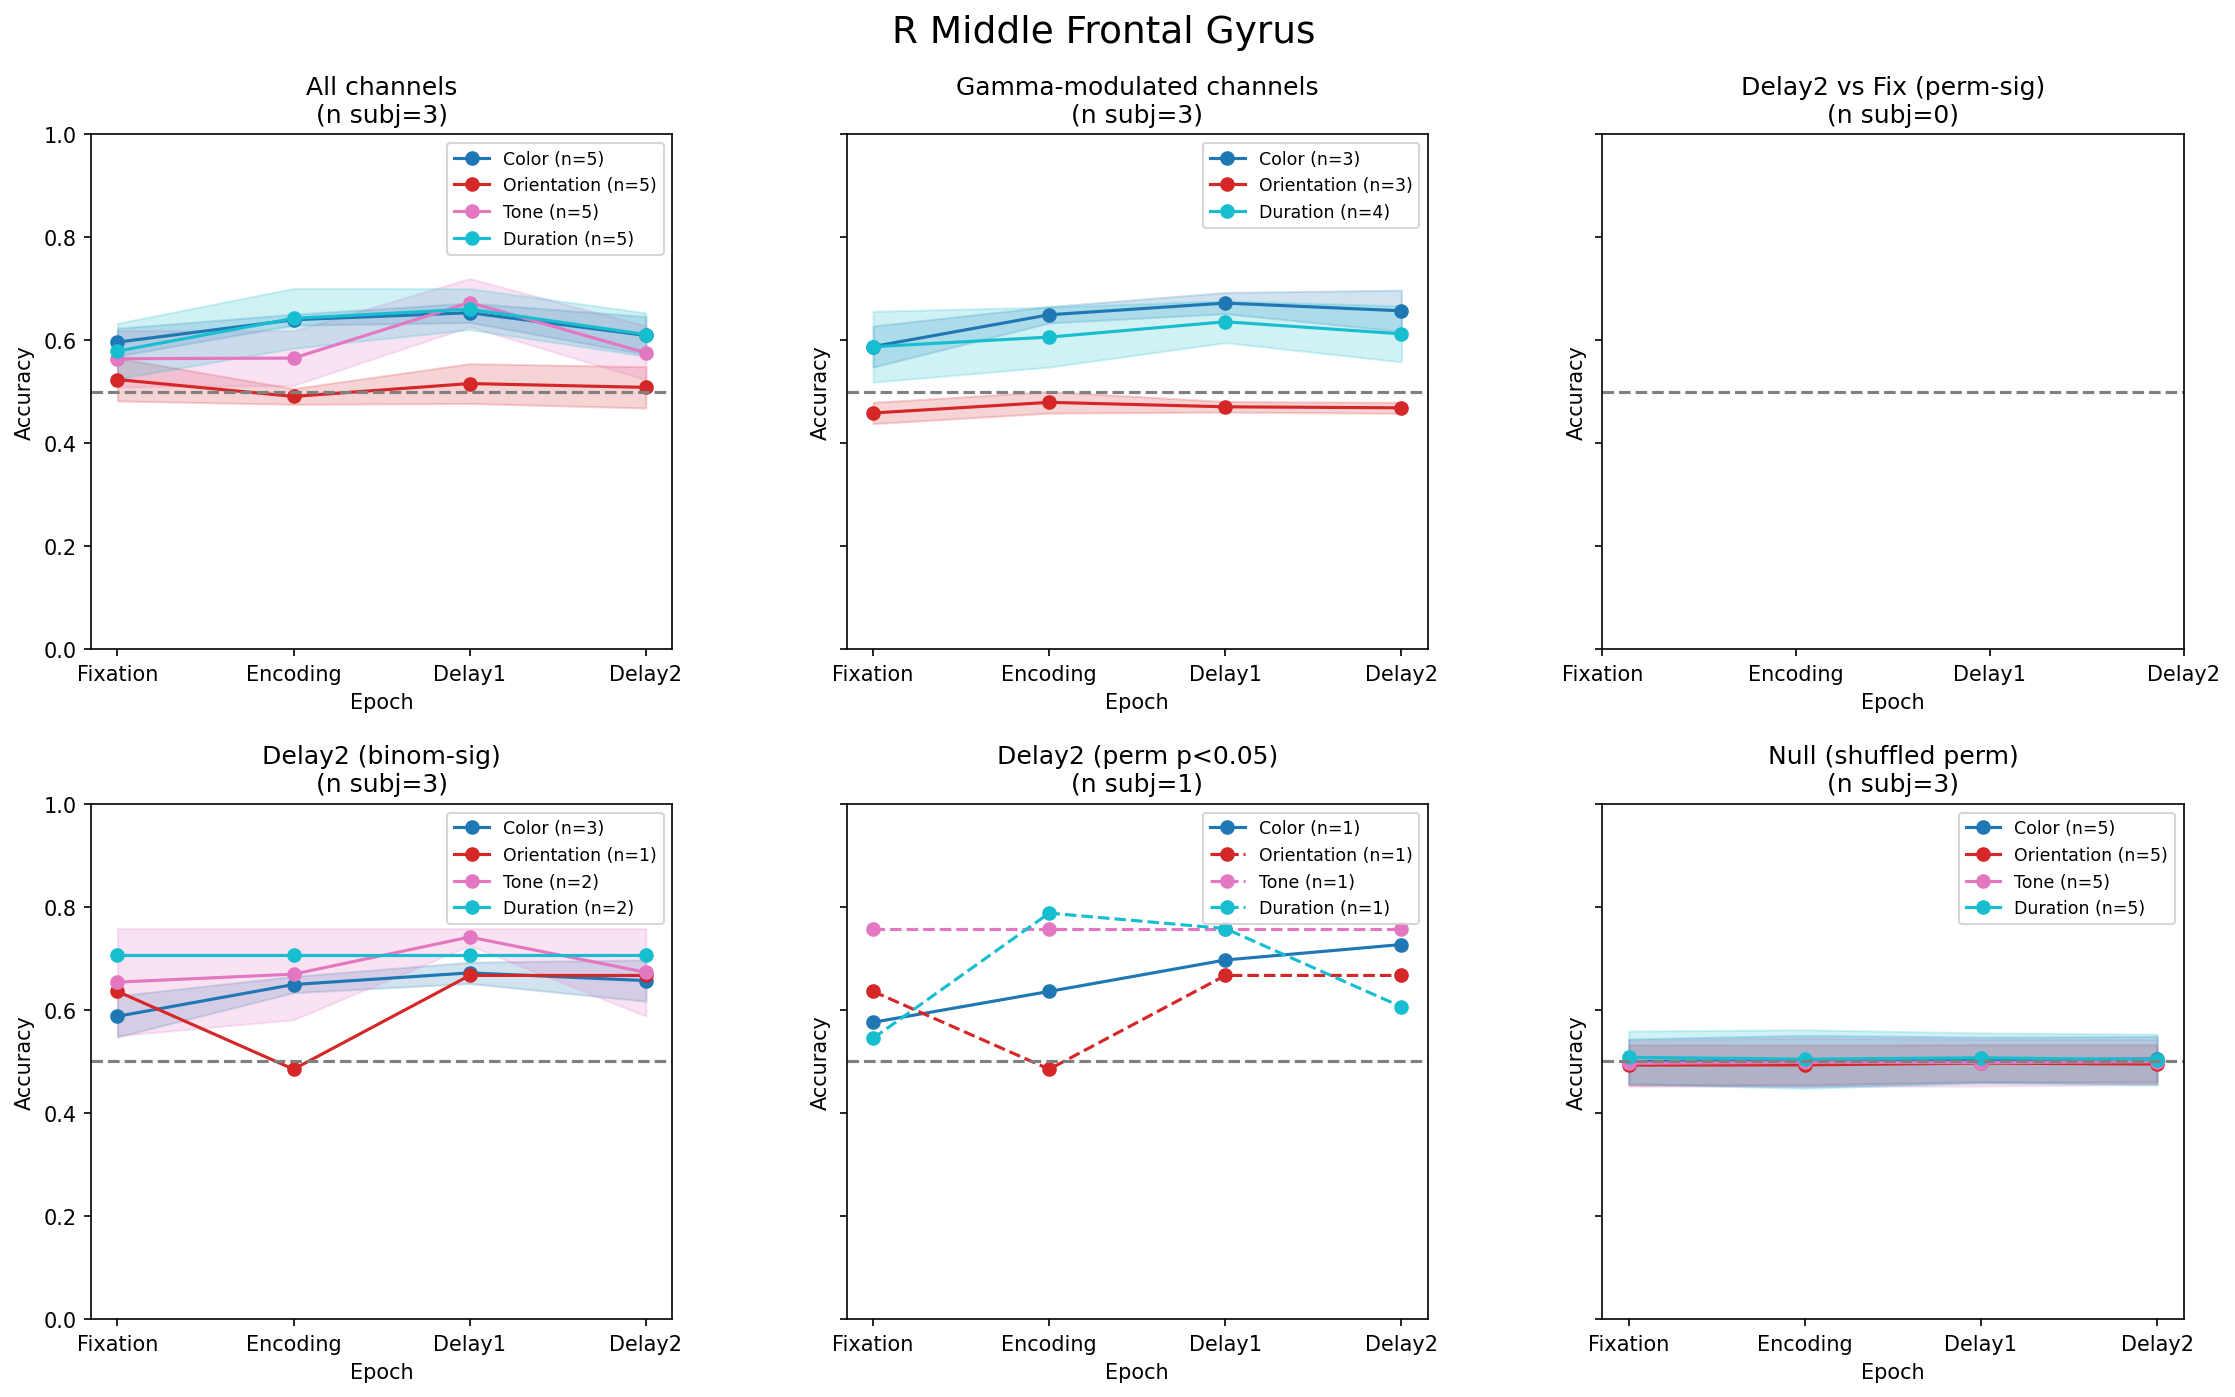 R Middle Frontal Gyrus
All channels
(n subj=3)
Accuracy
1.0
0.8
0.6
0.4
0.2
0.0
Color (n=5)
Orientation (n=5)
Tone (n=5)
Duration (n=5)
Fixation Encoding Delay1 Delay2
Epoch
Gamma-modulated channels
(n subj=3)
Accuracy
Color (n=3)
Orientation (n=3)
Duration (n=4)
Fixation Encoding Delay1 Delay2
Epoch
Delay2 vs Fix (perm-sig)
(n subj=0)
Accuracy
Fixation Encoding Delay1 Delay2
Epoch
Delay2 (binom-sig)
(n subj=3)
Accuracy
1.0
0.8
0.6
0.4
0.2
0.0
Color (n=3)
Orientation (n=1)
Tone (n=2)
Duration (n=2)
Fixation Encoding Delay1 Delay2
Epoch
Delay2 (perm p<0.05)
(n subj=1)
Accuracy
Color (n=1)
Orientation (n=1)
Tone (n=1)
Duration (n=1)
Fixation Encoding Delay1 Delay2
Epoch
Null (shuffled perm)
(n subj=3)
Accuracy
Color (n=5)
Orientation (n=5)
Tone (n=5)
Duration (n=5)
Fixation Encoding Delay1 Delay2
Epoch